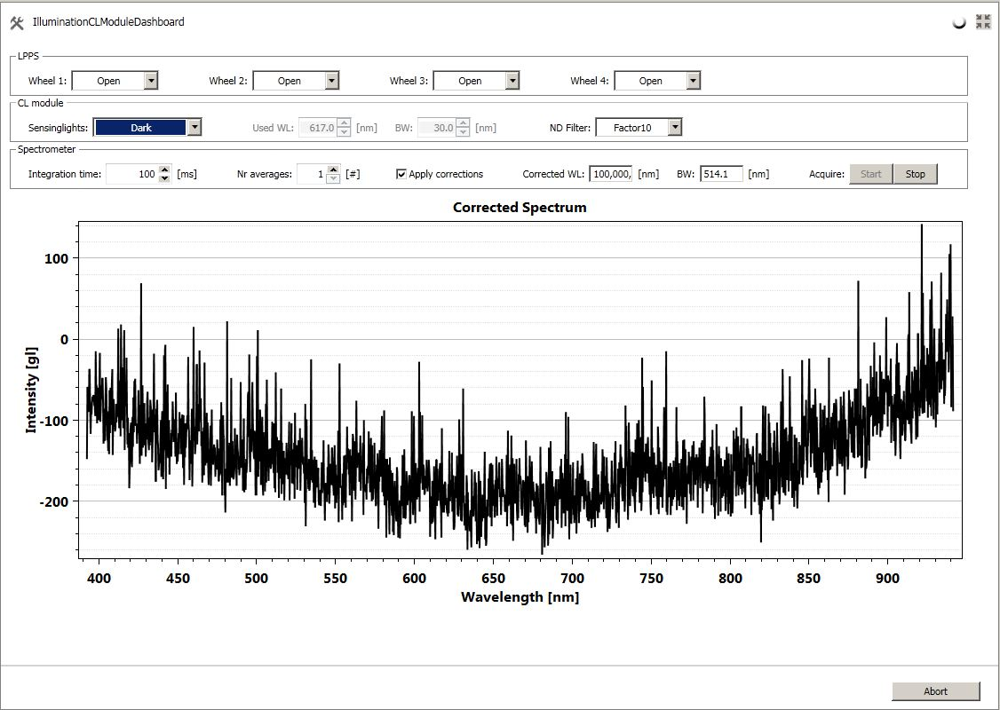 IlluminationCLModuleDashboard
LPPS
Wheel 1: Open Wheel 2: Open Wheel 3: Open Wheel 4: Open
CL module
Sensinglights: Dark Used WL: 617.0 [nm] BW: 30.0 [nm] ND Filter: Factor10
Spectrometer
Integration time: 100 [ms] Nr averages: 1 [#] Apply corrections Corrected WL: 100,000, [nm] BW: 514.1 [nm] Acquire: Start Stop
Corrected Spectrum
100
0
-100
-200
Intensity [gl]
400 450 500 550 600 650 700 750 800 850 900
Wavelength [nm]
Abort